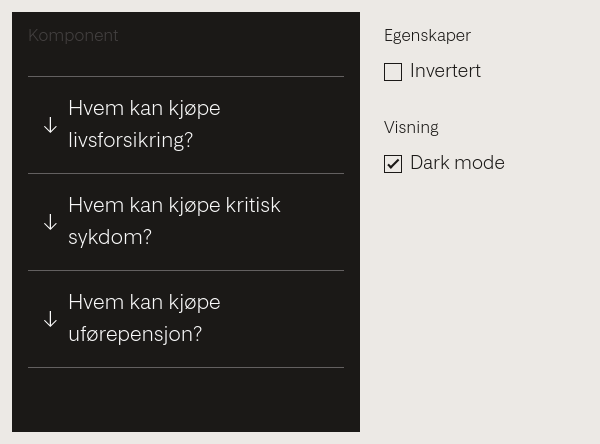 Komponent
Hvem kan kjøpe
livsforsikring?
Hvem kan kjøpe kritisk
sykdom?
Hvem kan kjøpe
uførepensjon?
Egenskaper
Invertert
Visning
Dark mode